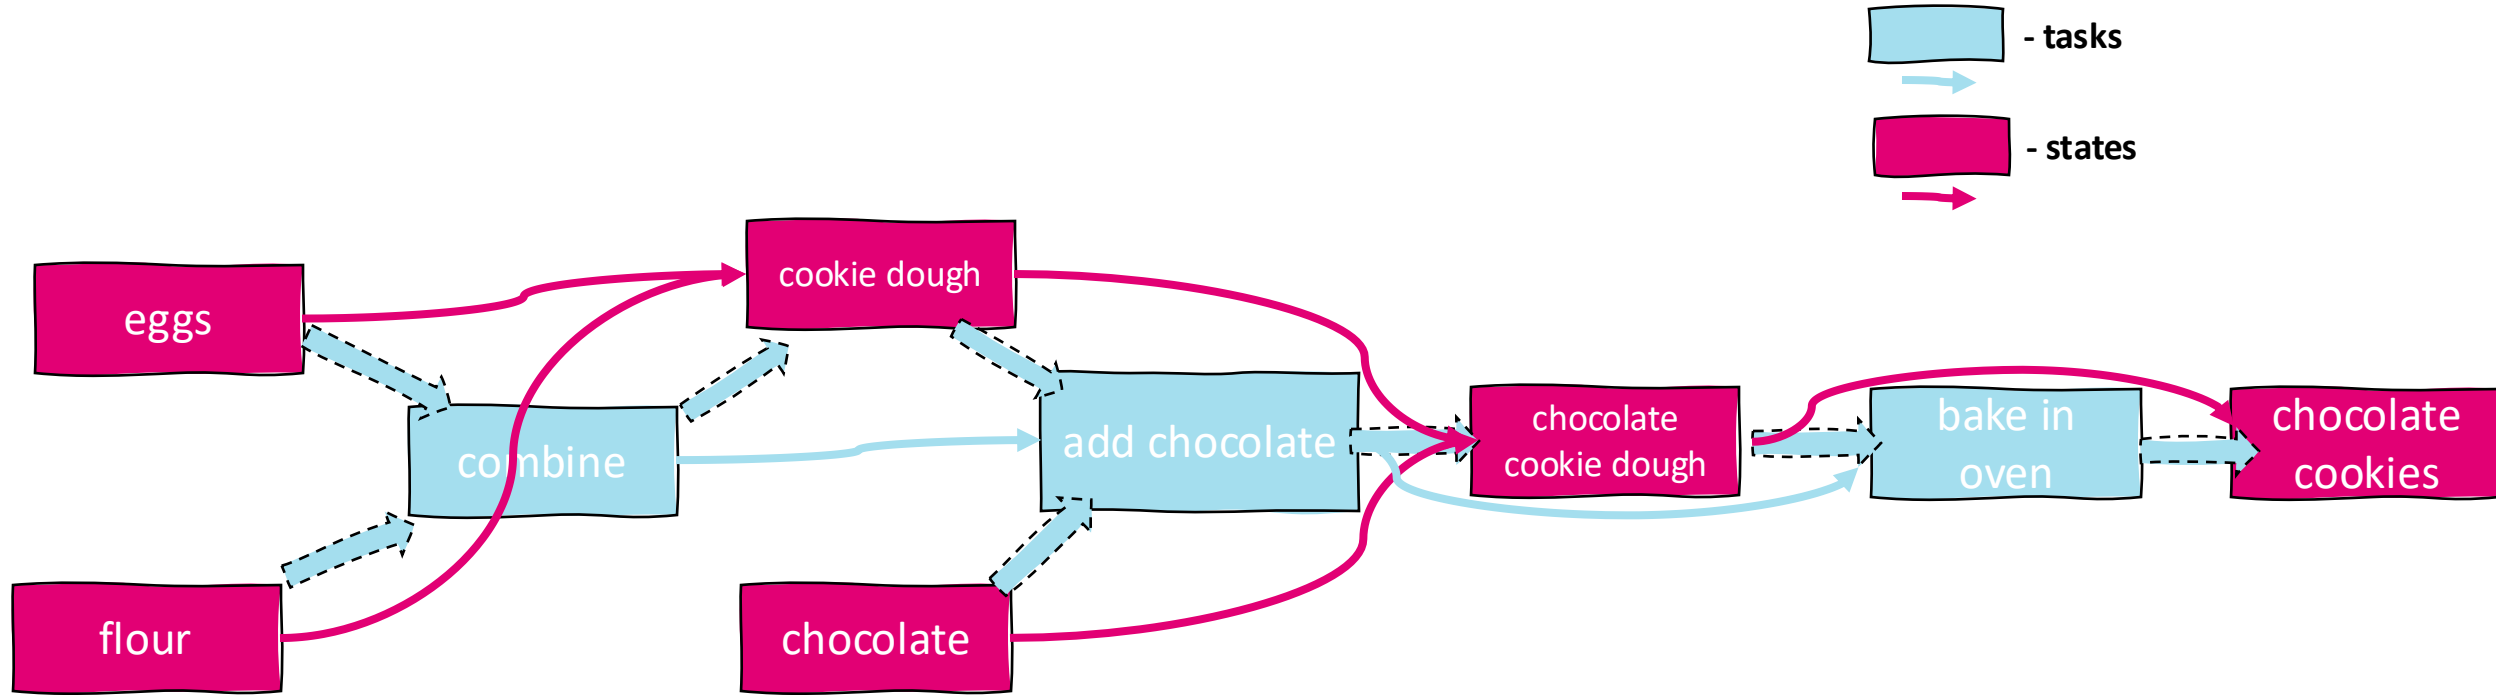 - tasks
- states
eggs
cookie dough
combine
add chocolate
flour
chocolate
chocolate
cookie dough
bake in
oven
chocolate
cookies